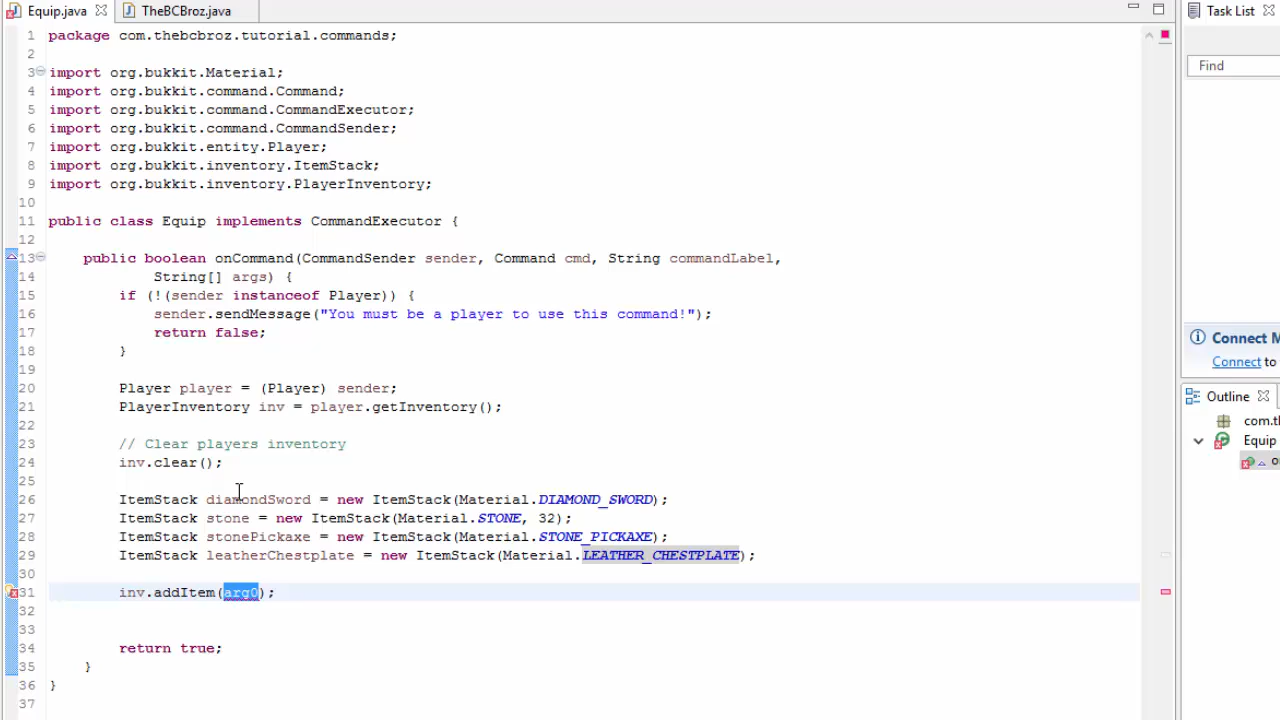 Equip.java
TheBCBroz.java
Task List
1 package com.thebcbroz.tutorial.commands;
2
3 import org.bukkit.Material;
4 import org.bukkit.command.Command;
5 import org.bukkit.command.CommandExecutor;
6 import org.bukkit.command.CommandSender;
7 import org.bukkit.entity.Player;
8 import org.bukkit.inventory.ItemStack;
9 import org.bukkit.inventory.PlayerInventory;
10
11 public class Equip implements CommandExecutor {
12
13 public boolean onCommand(CommandSender sender, Command cmd, String commandLabel,
14 String[] args) {
15 if (!(sender instanceof Player)) {
16 sender.sendMessage("You must be a player to use this command!");
17 return false;
18 }
19
20 Player player = (Player) sender;
21 PlayerInventory inv = player.getInventory();
22
23 // Clear players inventory
24 inv.clear();
25
26 ItemStack diamondSword = new ItemStack(Material.DIAMOND_SWORD);
27 ItemStack stone = new ItemStack(Material.STONE, 32);
28 ItemStack stonePickaxe = new ItemStack(Material.STONE_PICKAXE);
29 ItemStack leatherChestplate = new ItemStack(Material.LEATHER_CHESTPLATE);
30
31 inv.addItem(arg0);
32
33
34 return true;
35 }
36 }
37
Find
Connect M
Connect to
Outline
com.t
Equip
o